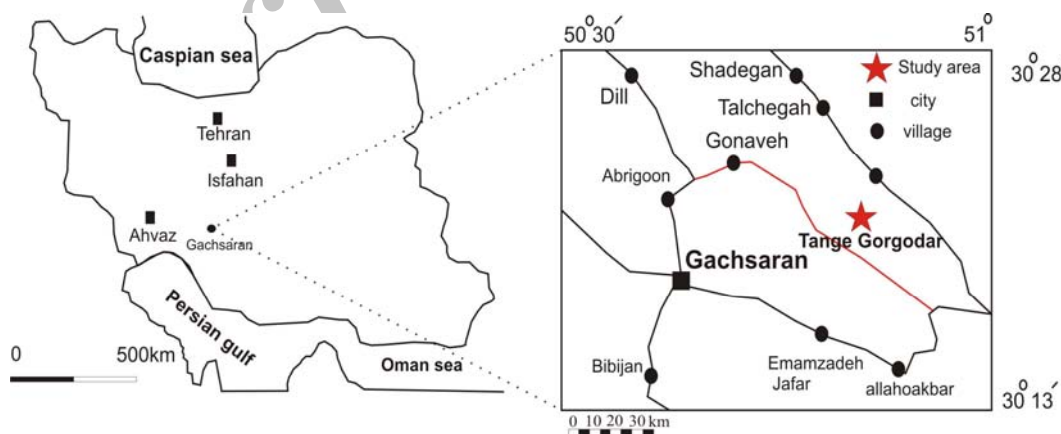 Caspian sea
Tehran
Isfahan
Ahvaz
Gachsaran
Persian gulf
Oman sea
0 500km
50° 30′
51°
30° 28
30° 13′
Study area
city
village
Shadegan
Dill
Talchegah
Gonaveh
Abrigoon
Tange Gorgodar
Gachsaran
Bibijan
Emamzadeh
Jafar
allahoakbar
0 10 20 30 km